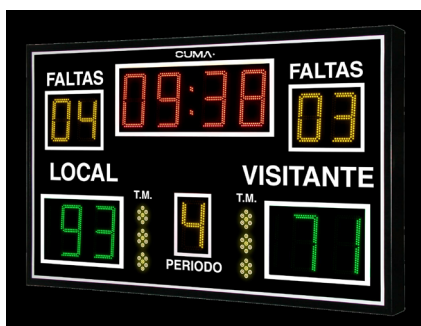 CUMA
FALTAS
09:38
FALTAS
04
03
LOCAL
VISITANTE
T.M.
T.M.
93
4
71
PERIODO